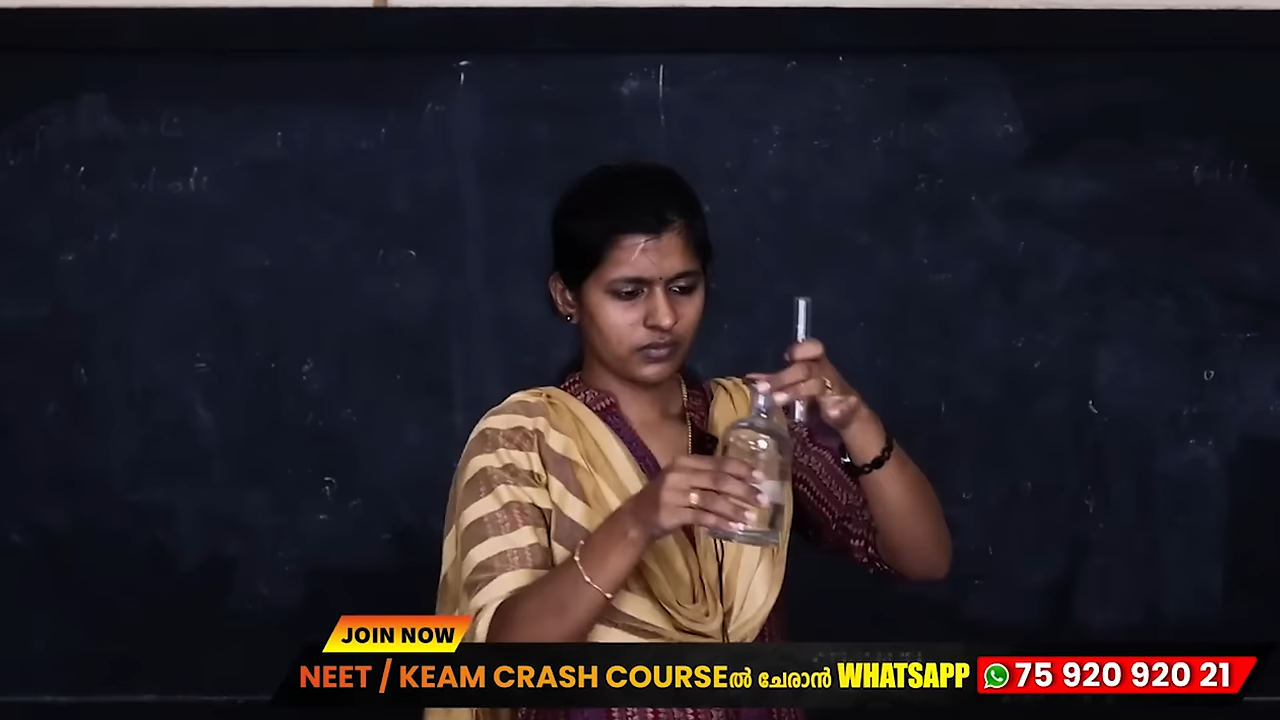 JOIN NOW
NEET / KEAM CRASH COURSEൽ ചേരാൻ WHATSAPP 75 920 920 21